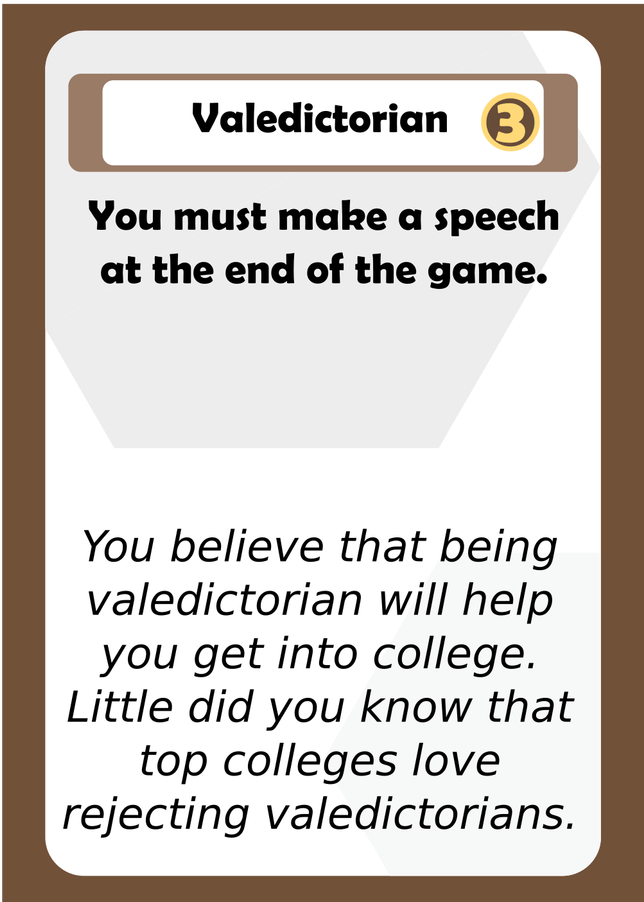 Valedictorian 3
You must make a speech
at the end of the game.
You believe that being
valedictorian will help
you get into college.
Little did you know that
top colleges love
rejecting valedictorians.